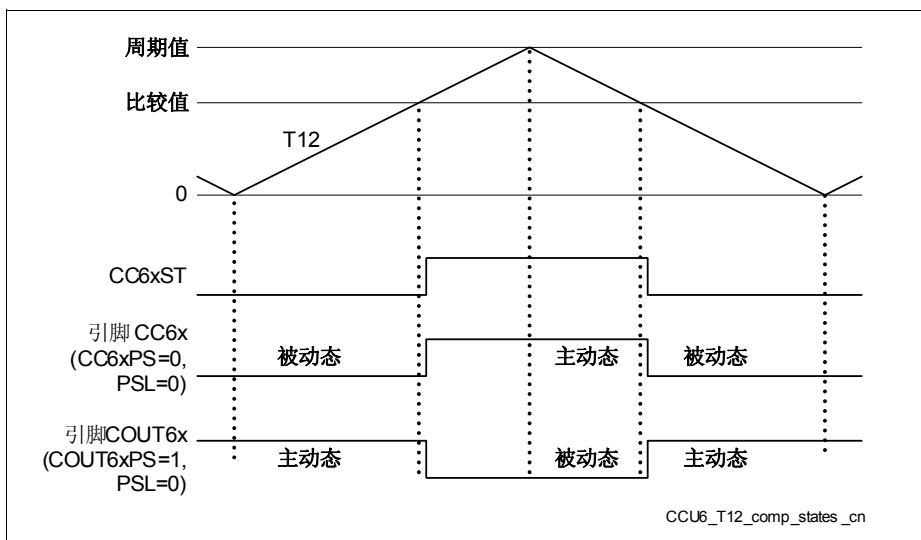 周期值
比较值
T12
0
CC6xST
引脚 CC6x
(CC6xPS=0,
PSL=0)
被动态
主动态
被动态
引脚COUT6x
(COUT6xPS=1,
PSL=0)
主动态
被动态
主动态
CCU6_T12_comp_states _cn